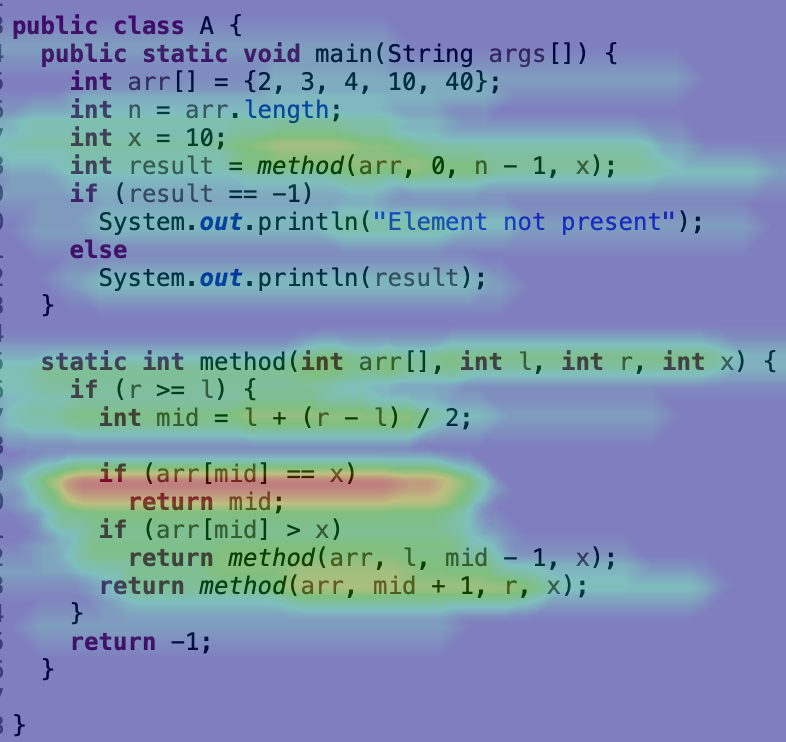 public class A {
public static void main(String args[]) {
int arr[] = {2, 3, 4, 10, 40};
int n = arr.length;
int x = 10;
int result = method(arr, 0, n - 1, x);
if (result == -1)
System.out.println("Element not present");
else
System.out.println(result);
}
static int method(int arr[], int l, int r, int x) {
if (r >= l) {
int mid = l + (r - l) / 2;
if (arr[mid] == x)
return mid;
if (arr[mid] > x)
return method(arr, l, mid - 1, x);
return method(arr, mid + 1, r, x);
}
return -1;
}
}